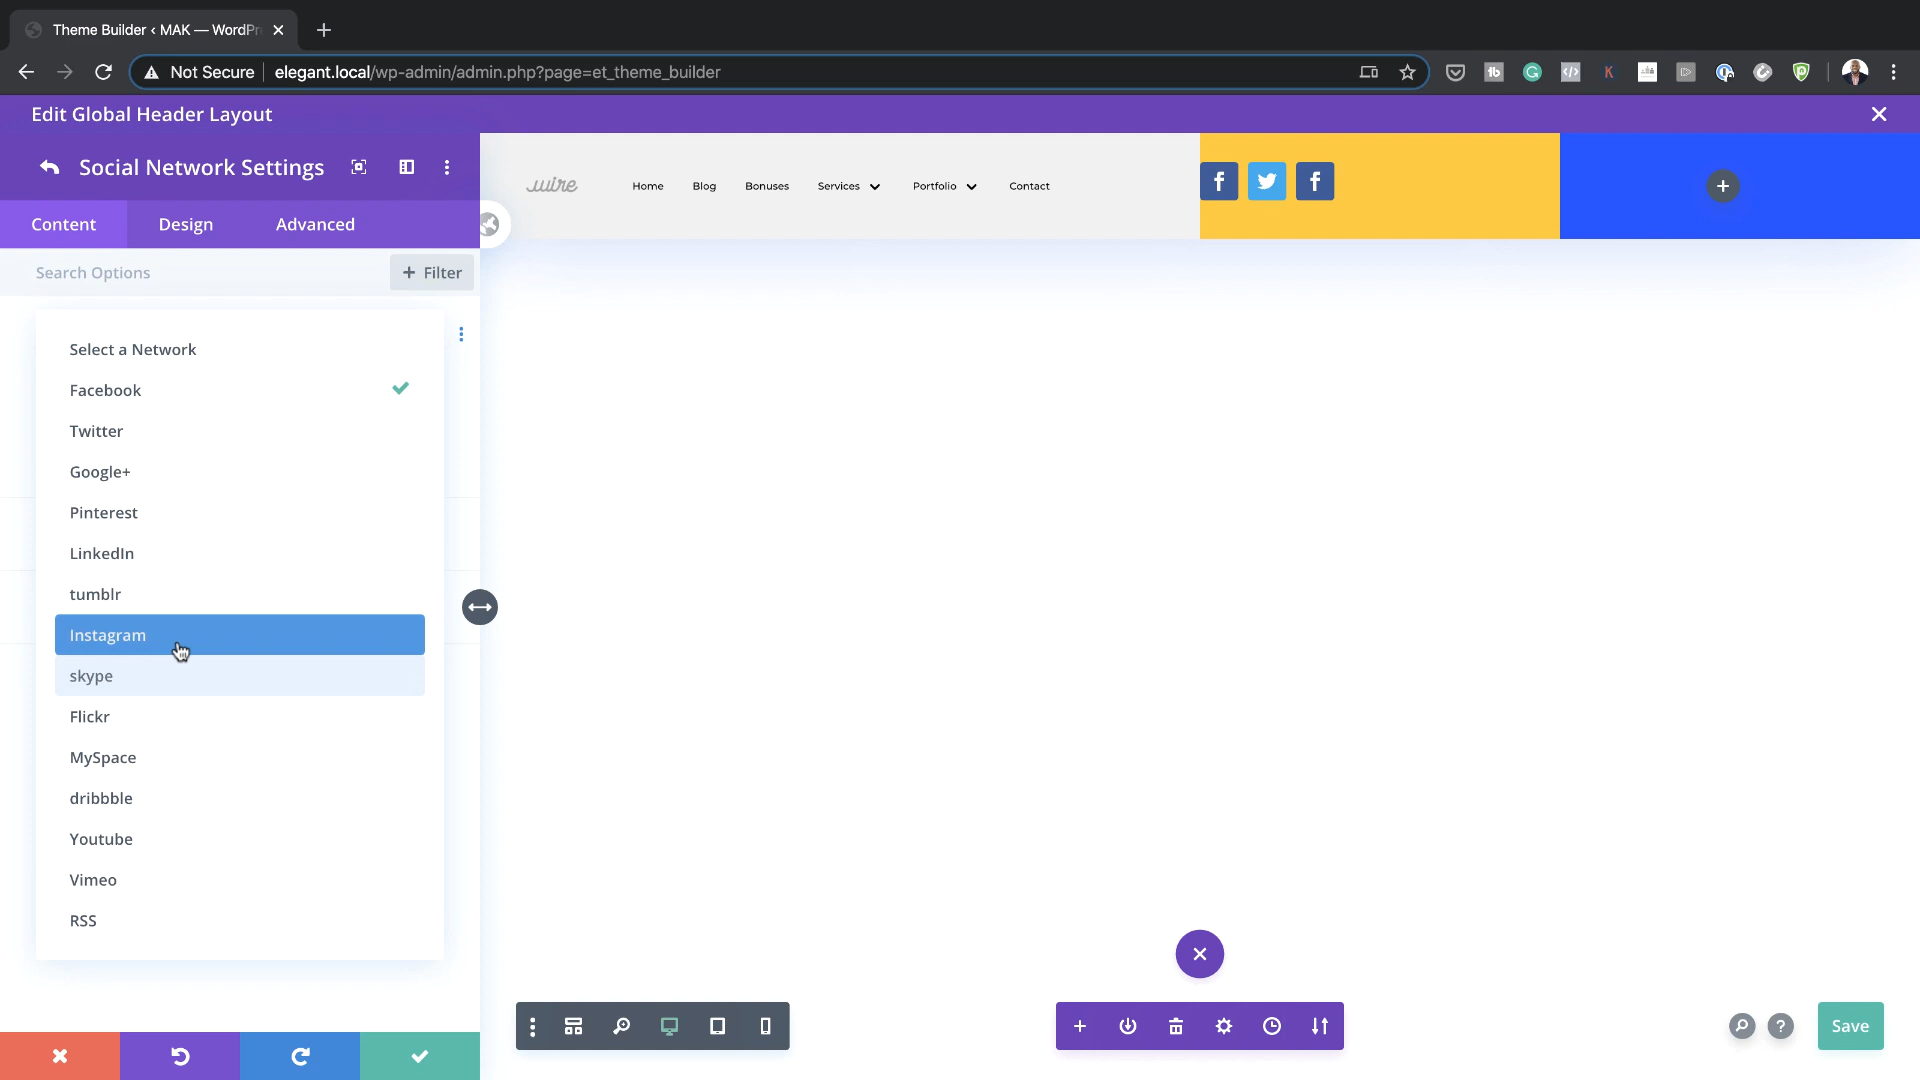 Theme Builder ‹ MAK — WordPr
Not Secure
elegant.local/wp-admin/admin.php?page=et_theme_builder
Edit Global Header Layout
Social Network Settings
Content
Design
Advanced
Search Options
+ Filter
Select a Network
Facebook
Twitter
Google+
Pinterest
LinkedIn
tumblr
Instagram
skype
Flickr
MySpace
dribbble
Youtube
Vimeo
RSS
Home
Blog
Bonuses
Services
Portfolio
Contact
Save